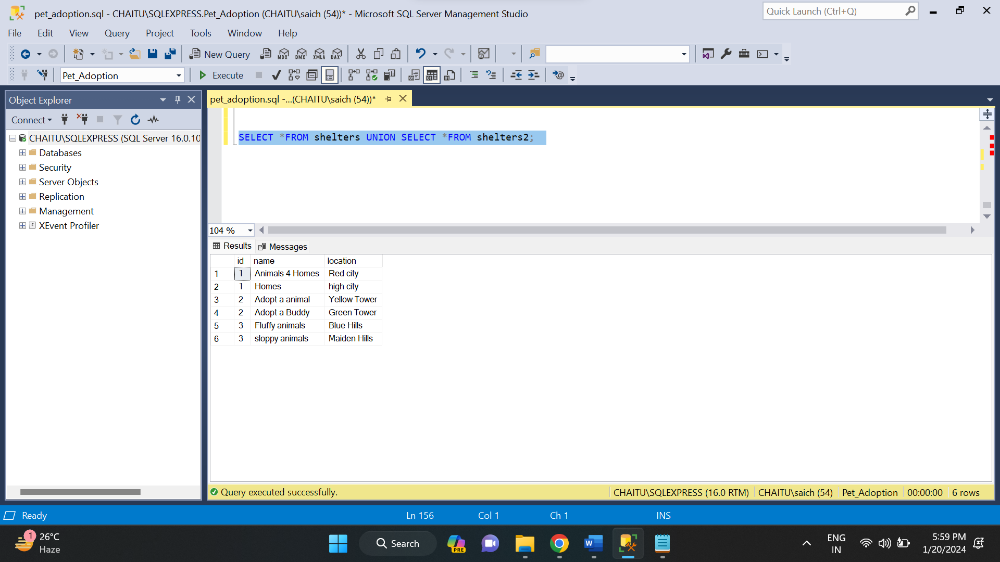 pet_adoption.sql - CHAITU\SQLEXPRESS.Pet_Adoption (CHAITU\saich (54))* - Microsoft SQL Server Management Studio
Quick Launch (Ctrl+Q)
File Edit View Query Project Tools Window Help
New Query MDX DMX XMLA DAX
Pet_Adoption Execute
Object Explorer
pet_adoption.sql -...(CHAITU\saich (54))*
Connect
CHAITU\SQLEXPRESS (SQL Server 16.0.10
Databases
Security
Server Objects
Replication
Management
XEvent Profiler
SELECT *FROM shelters UNION SELECT *FROM shelters2;
104 %
Results Messages
id name location
1 1 Animals 4 Homes Red city
2 1 Homes high city
3 2 Adopt a animal Yellow Tower
4 2 Adopt a Buddy Green Tower
5 3 Fluffy animals Blue Hills
6 3 sloppy animals Maiden Hills
Query executed successfully. CHAITU\SQLEXPRESS (16.0 RTM) CHAITU\saich (54) Pet_Adoption 00:00:00 6 rows
Ready Ln 156 Col 1 Ch 1 INS
1 26°C
Haze
Search
PRE
W
ENG
IN
5:59 PM
1/20/2024